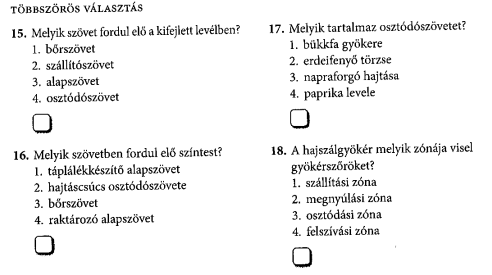 TÖBBSZÖRÖS VÁLASZTÁS
15. Melyik szövet fordul elő a kifejlett levélben?
1. bőrszövet
2. szállítószövet
3. alapszövet
4. osztódószövet
16. Melyik szövetben fordul elő színtest?
1. táplálékkészítő alapszövet
2. hajtáscsúcs osztódószövete
3. bőrszövet
4. raktározó alapszövet
17. Melyik tartalmaz osztódószövetet?
1. bükkfa gyökere
2. erdeifenyő törzse
3. napraforgó hajtása
4. paprika levele
18. A hajszálgyökér melyik zónája visel
gyökérszőröket?
1. szállítási zóna
2. megnyúlási zóna
3. osztódási zóna
4. felszívási zóna